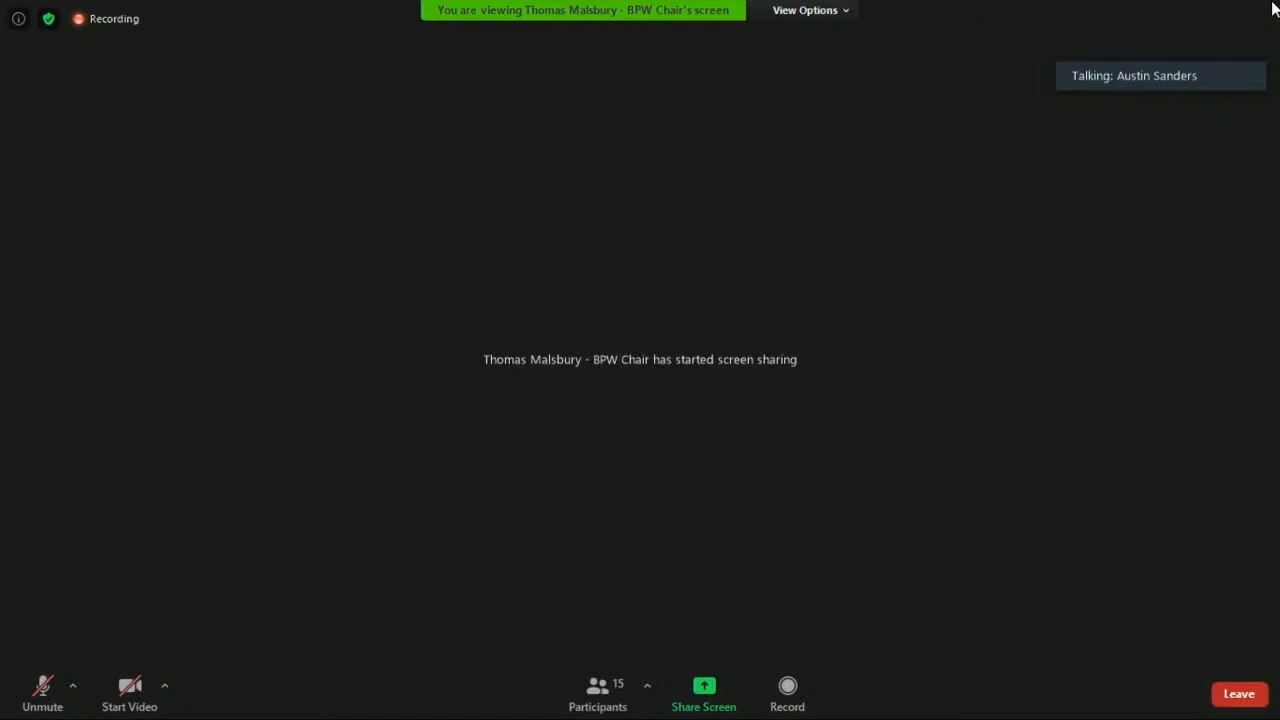 Recording
You are viewing Thomas Malsbury - BPW Chair's screen
View Options
Talking: Austin Sanders
Thomas Malsbury - BPW Chair has started screen sharing
Unmute
Start Video
15
Participants
Share Screen
Record
Leave